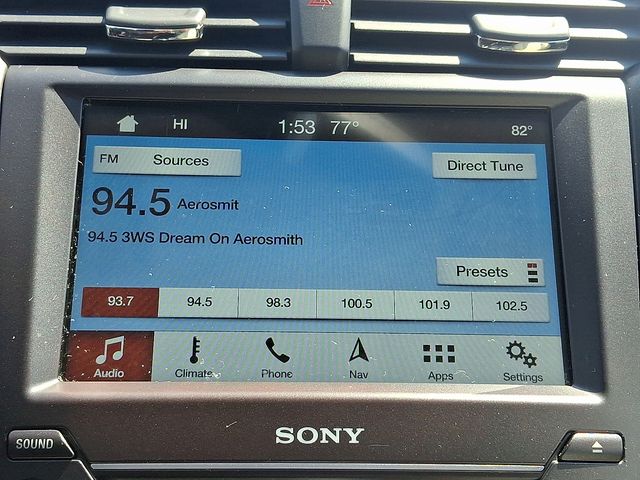 HI 1:53 77° 82°
FM Sources Direct Tune
94.5 Aerosmit
94.5 3WS Dream On Aerosmith
Presets
93.7 94.5 98.3 100.5 101.9 102.5
Audio Climate Phone Nav Apps Settings
SOUND SONY